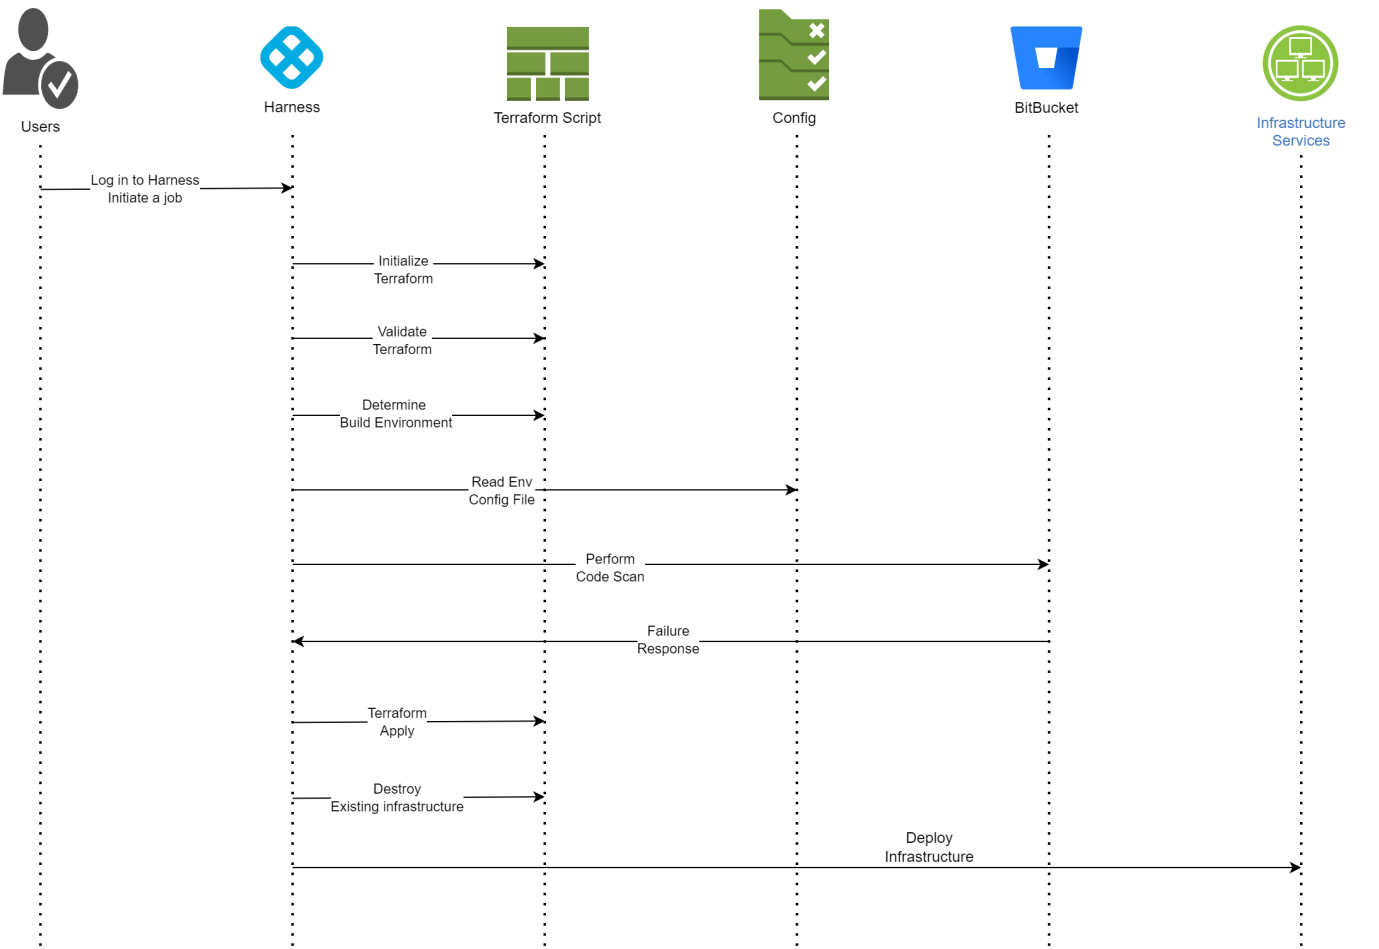 Users
Harness
Terraform Script
Config
BitBucket
Infrastructure
Services
Log in to Harness
Initiate a job
Initialize
Terraform
Validate
Terraform
Determine
Build Environment
Read Env
Config File
Perform
Code Scan
Failure
Response
Terraform
Apply
Destroy
Existing infrastructure
Deploy
Infrastructure